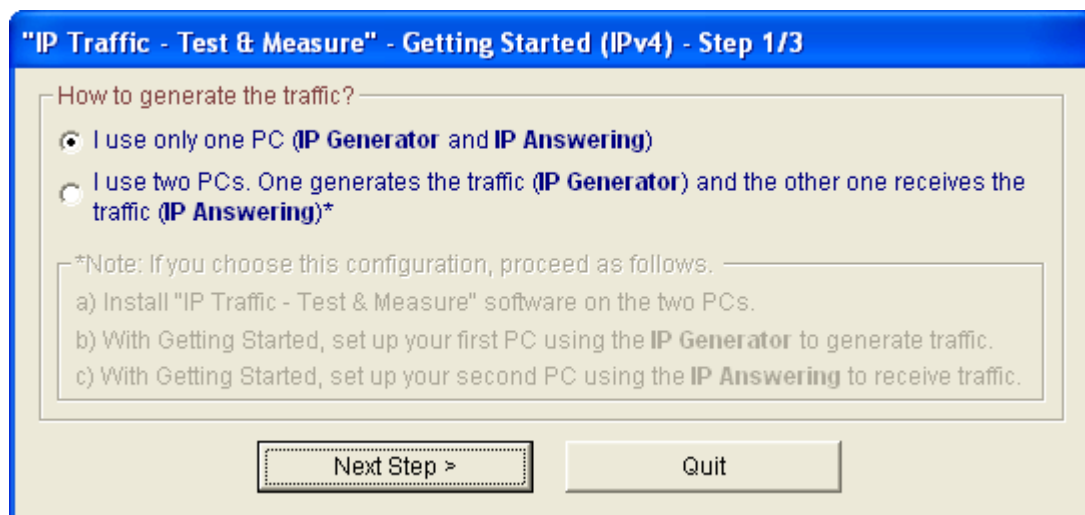 "IP Traffic - Test & Measure" - Getting Started (IPv4) - Step 1/3
How to generate the traffic?
I use only one PC (IP Generator and IP Answering)
I use two PCs. One generates the traffic (IP Generator) and the other one receives the
traffic (IP Answering)*
*Note: If you choose this configuration, proceed as follows.
a) Install "IP Traffic - Test & Measure" software on the two PCs.
b) With Getting Started, set up your first PC using the IP Generator to generate traffic.
c) With Getting Started, set up your second PC using the IP Answering to receive traffic.
Next Step >
Quit